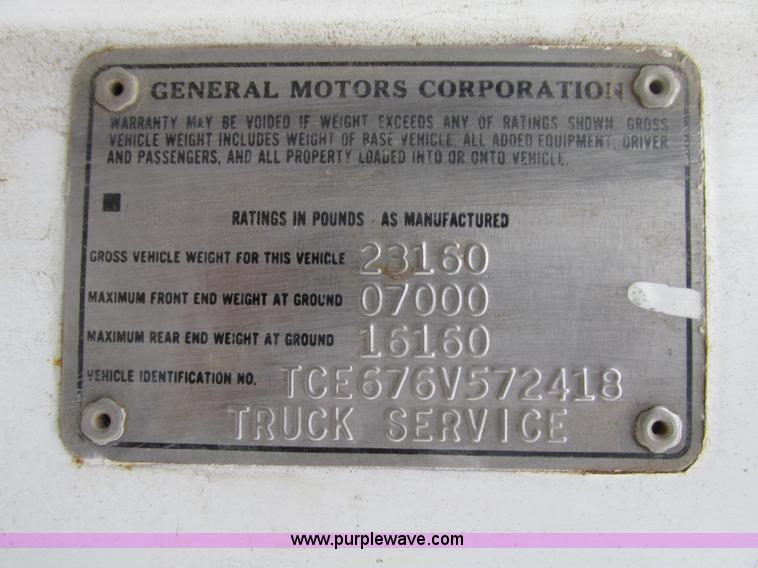 GENERAL MOTORS CORPORATION
WARRANTY MAY BE VOIDED IF WEIGHT EXCEEDS ANY OF RATINGS SHOWN. GROSS
VEHICLE WEIGHT INCLUDES WEIGHT OF BASE VEHICLE, ALL ADDED EQUIPMENT, DRIVER
AND PASSENGERS, AND ALL PROPERTY LOADED INTO OR ONTO VEHICLE.
RATINGS IN POUNDS - AS MANUFACTURED
GROSS VEHICLE WEIGHT FOR THIS VEHICLE 23160
MAXIMUM FRONT END WEIGHT AT GROUND 07000
MAXIMUM REAR END WEIGHT AT GROUND 16160
VEHICLE IDENTIFICATION NO. TCE676V572418
TRUCK SERVICE
www.purplewave.com